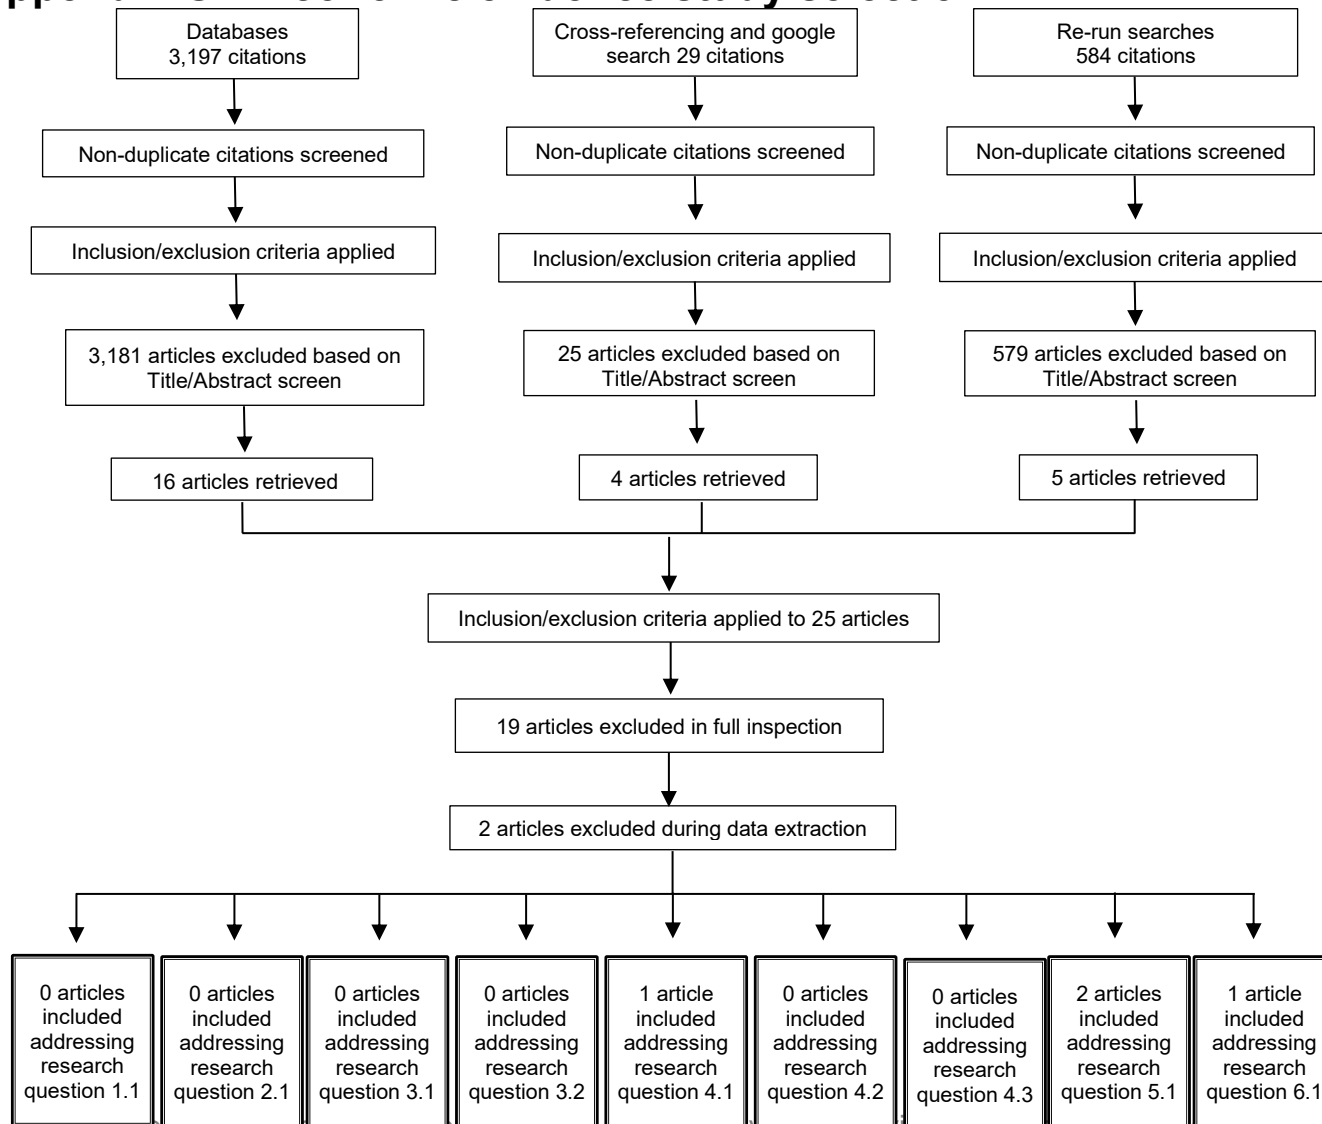 Databases
3,197 citations
Cross-referencing and google
search 29 citations
Re-run searches
584 citations
Non-duplicate citations screened
Non-duplicate citations screened
Non-duplicate citations screened
Inclusion/exclusion criteria applied
Inclusion/exclusion criteria applied
Inclusion/exclusion criteria applied
3,181 articles excluded based on
Title/Abstract screen
25 articles excluded based on
Title/Abstract screen
579 articles excluded based on
Title/Abstract screen
16 articles retrieved
4 articles retrieved
5 articles retrieved
Inclusion/exclusion criteria applied to 25 articles
19 articles excluded in full inspection
2 articles excluded during data extraction
0 articles
included
addressing
research
question 1.1
0 articles
included
addressing
research
question 2.1
0 articles
included
addressing
research
question 3.1
0 articles
included
addressing
research
question 3.2
1 article
included
addressing
research
question 4.1
0 articles
included
addressing
research
question 4.2
0 articles
included
addressing
research
question 4.3
2 articles
included
addressing
research
question 5.1
1 article
included
addressing
research
question 6.1